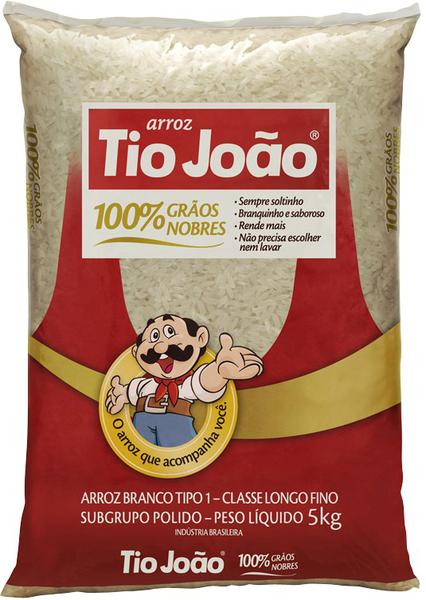 arroz
Tio João®
100% GRÃOS NOBRES
• Sempre soltinho
• Branquinho e saboroso
• Rende mais
• Não precisa escolher
nem lavar
100% GRÃOS NOBRES
100% GRÃOS NOBRES
O arroz que acompanha você.
ARROZ BRANCO TIPO 1 – CLASSE LONGO FINO
SUBGRUPO POLIDO – PESO LÍQUIDO 5kg
INDÚSTRIA BRASILEIRA
Tio João® 100% GRÃOS NOBRES